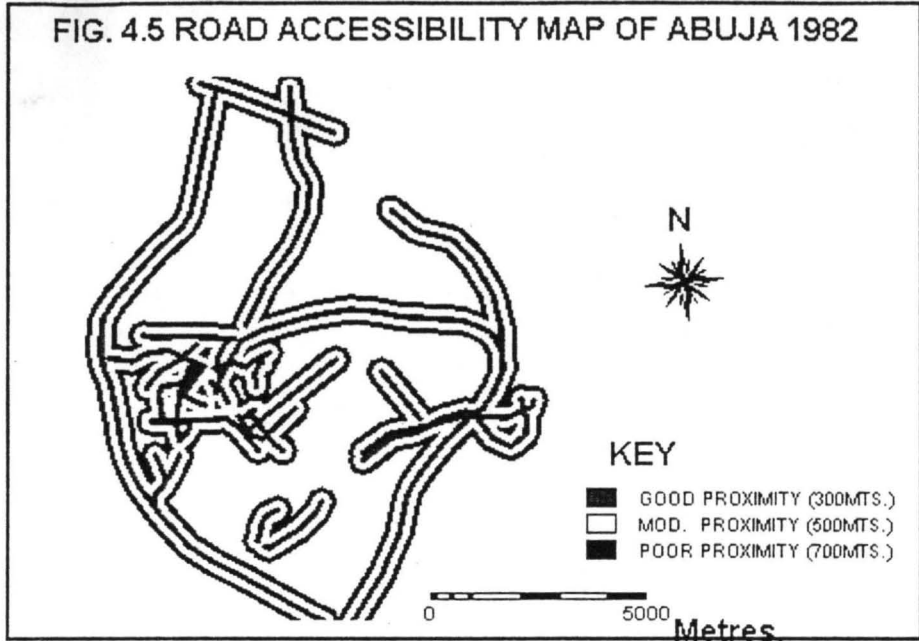 FIG. 4.5 ROAD ACCESSIBILITY MAP OF ABUJA 1982
N
KEY
GOOD PROXIMITY (300MTS.)
MOD. PROXIMITY (500MTS.)
POOR PROXIMITY (700MTS.)
0 5000
Metres